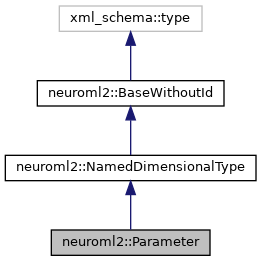 xml_schema::type
neuroml2::BaseWithoutId
neuroml2::NamedDimensionalType
neuroml2::Parameter